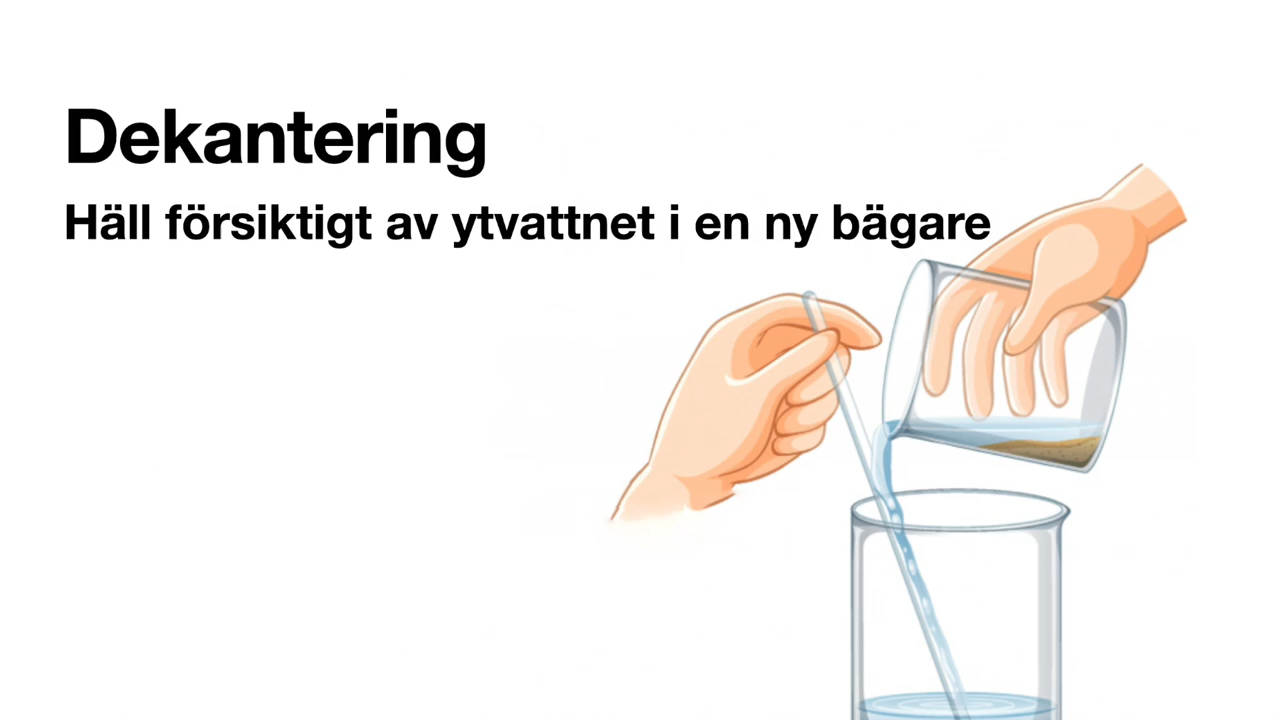 Dekantering
Häll försiktigt av ytvattnet i en ny bägare